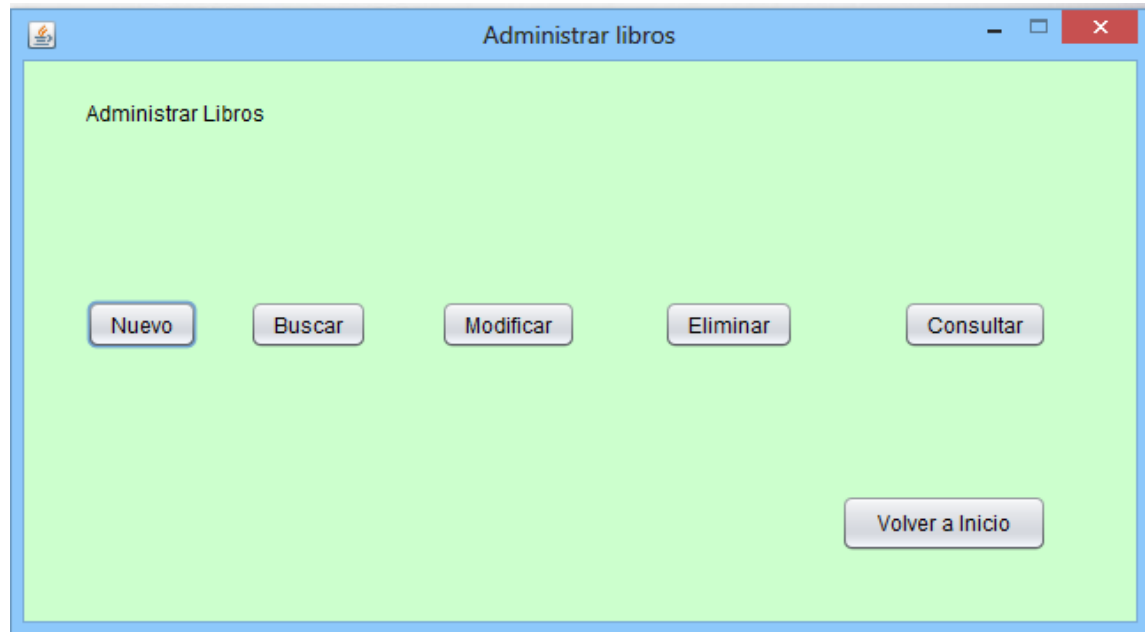 Administrar libros
Administrar Libros
Nuevo Buscar Modificar Eliminar Consultar
Volver a Inicio